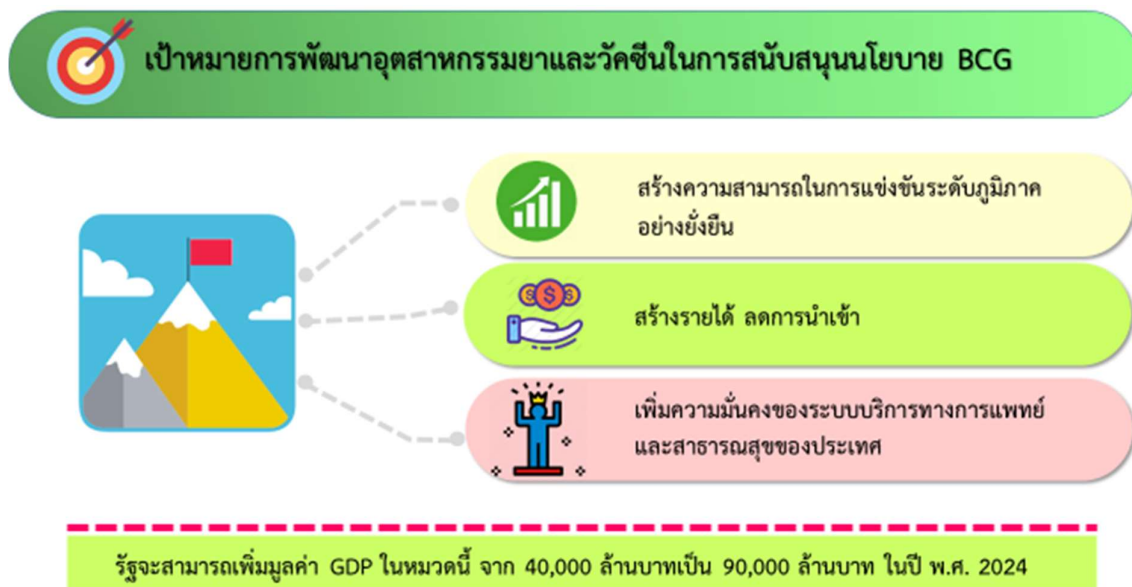 เป้าหมายการพัฒนาอุตสาหกรรมยาและวัคซีนในการสนับสนุนนโยบาย BCG
สร้างความสามารถในการแข่งขันระดับภูมิภาค
อย่างยั่งยืน
สร้างรายได้ ลดการนำเข้า
เพิ่มความมั่นคงของระบบบริการทางการแพทย์
และสาธารณสุขของประเทศ
รัฐจะสามารถเพิ่มมูลค่า GDP ในหมวดนี้ จาก 40,000 ล้านบาทเป็น 90,000 ล้านบาท ในปี พ.ศ. 2024